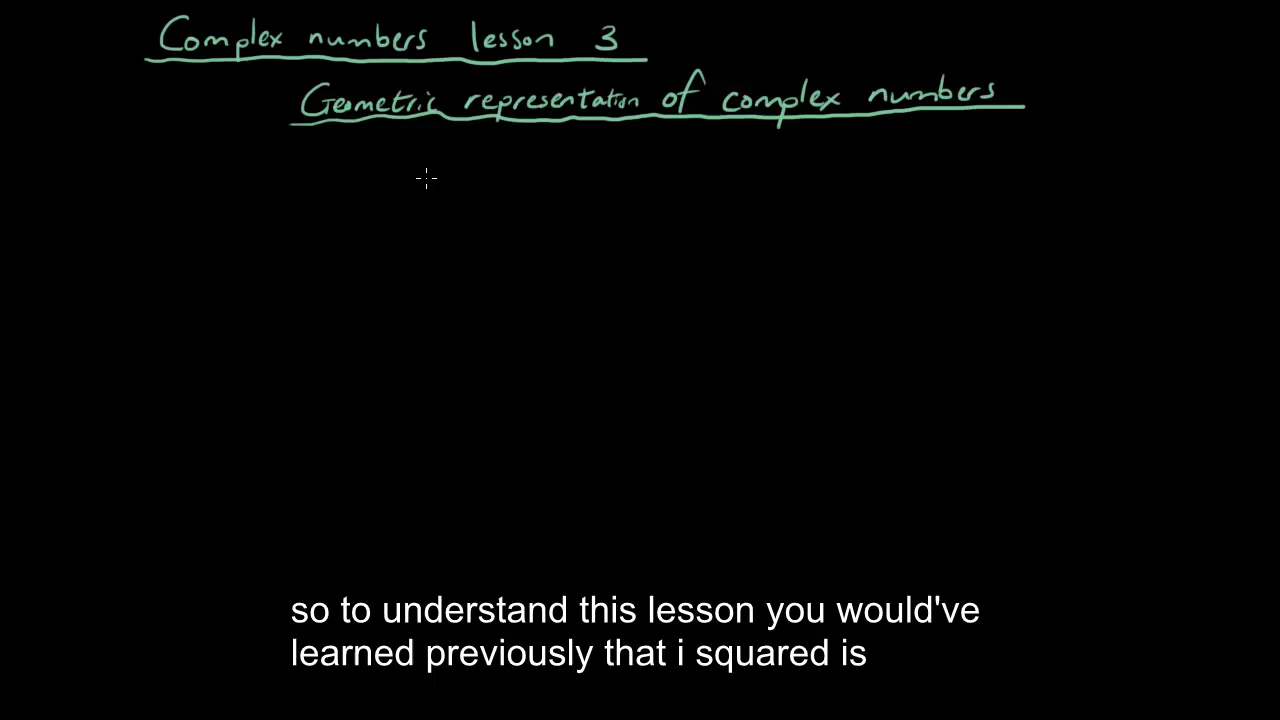 Complex numbers lesson 3
Geometric representation of complex numbers
so to understand this lesson you would've
learned previously that i squared is